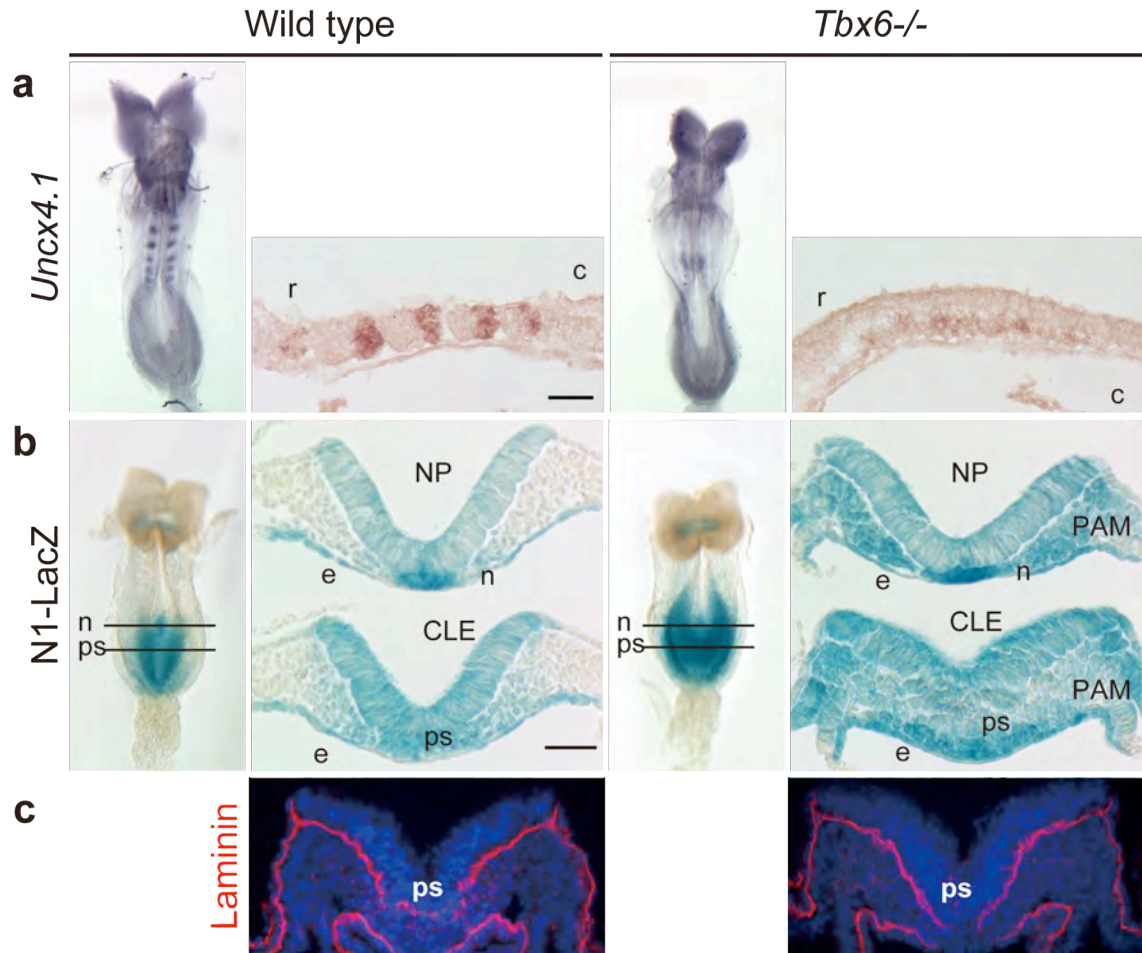 Wild type Tbx6-/-
a
Uncx4.1
r c
r c
b
N1-LacZ
n
ps
NP
e n
CLE
ps
e
n
ps
NP
PAM
e n
CLE
PAM
ps
e
c
Laminin
ps
ps